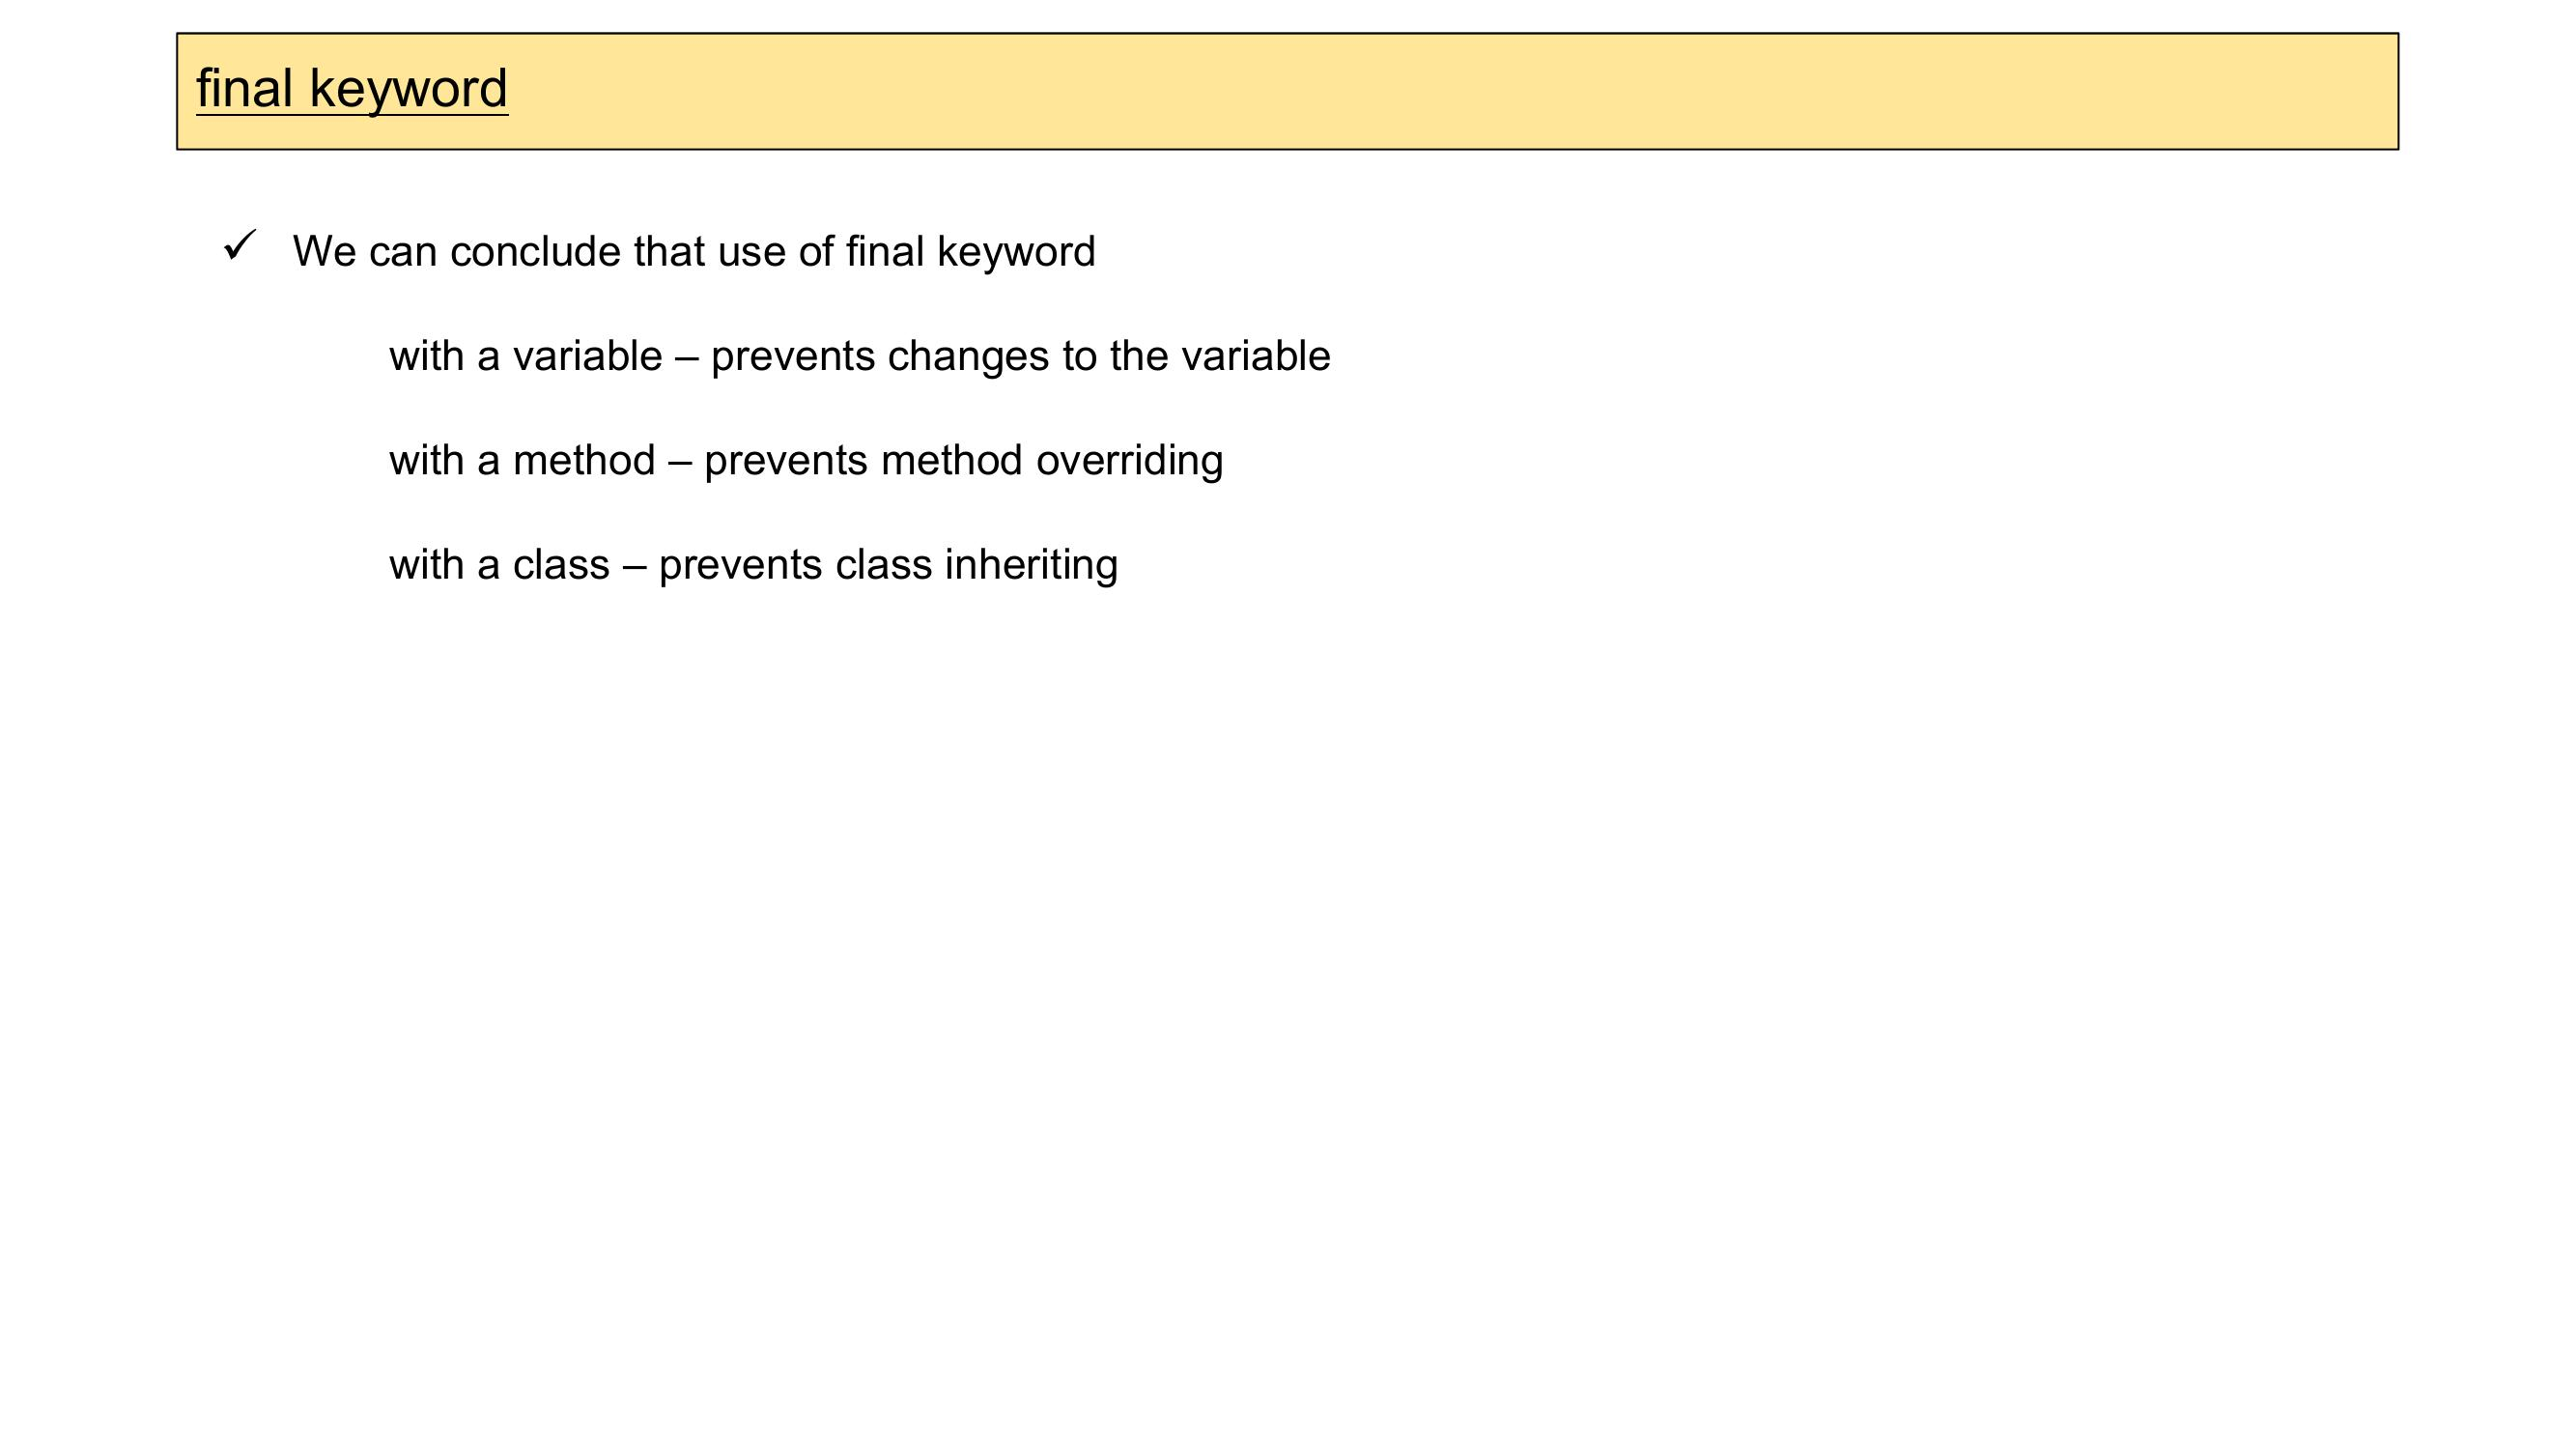 final keyword
✓ We can conclude that use of final keyword
with a variable – prevents changes to the variable
with a method – prevents method overriding
with a class – prevents class inheriting